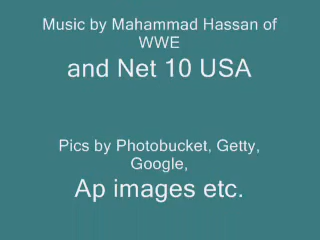 Music by Mahammad Hassan of
WWE
and Net 10 USA
Pics by Photobucket, Getty,
Google,
Ap images etc.